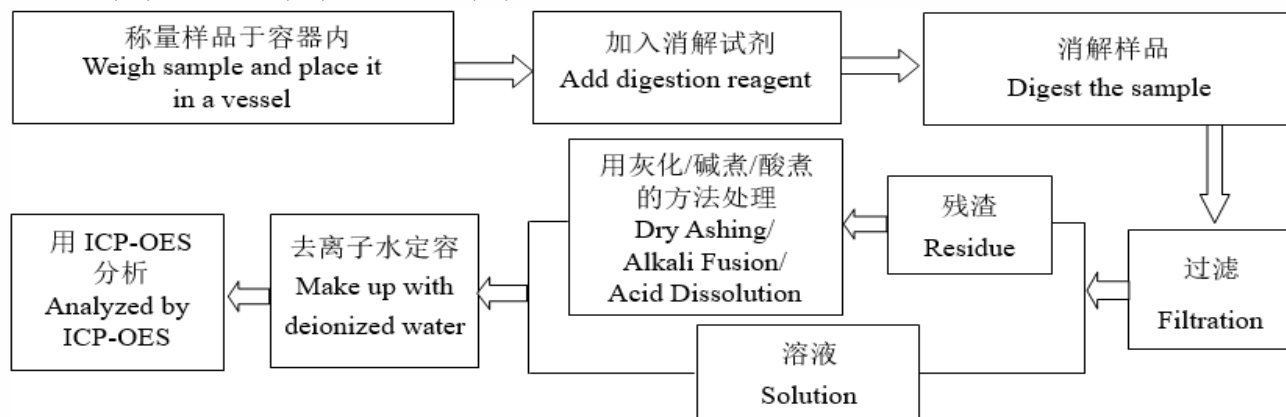 称量样品于容器内
Weigh sample and place it
in a vessel
加入消解试剂
Add digestion reagent
消解样品
Digest the sample
过滤
Filtration
残渣
Residue
溶液
Solution
用灰化/碱煮/酸煮
的方法处理
Dry Ashing/
Alkali Fusion/
Acid Dissolution
去离子水定容
Make up with
deionized water
用 ICP-OES
分析
Analyzed by
ICP-OES